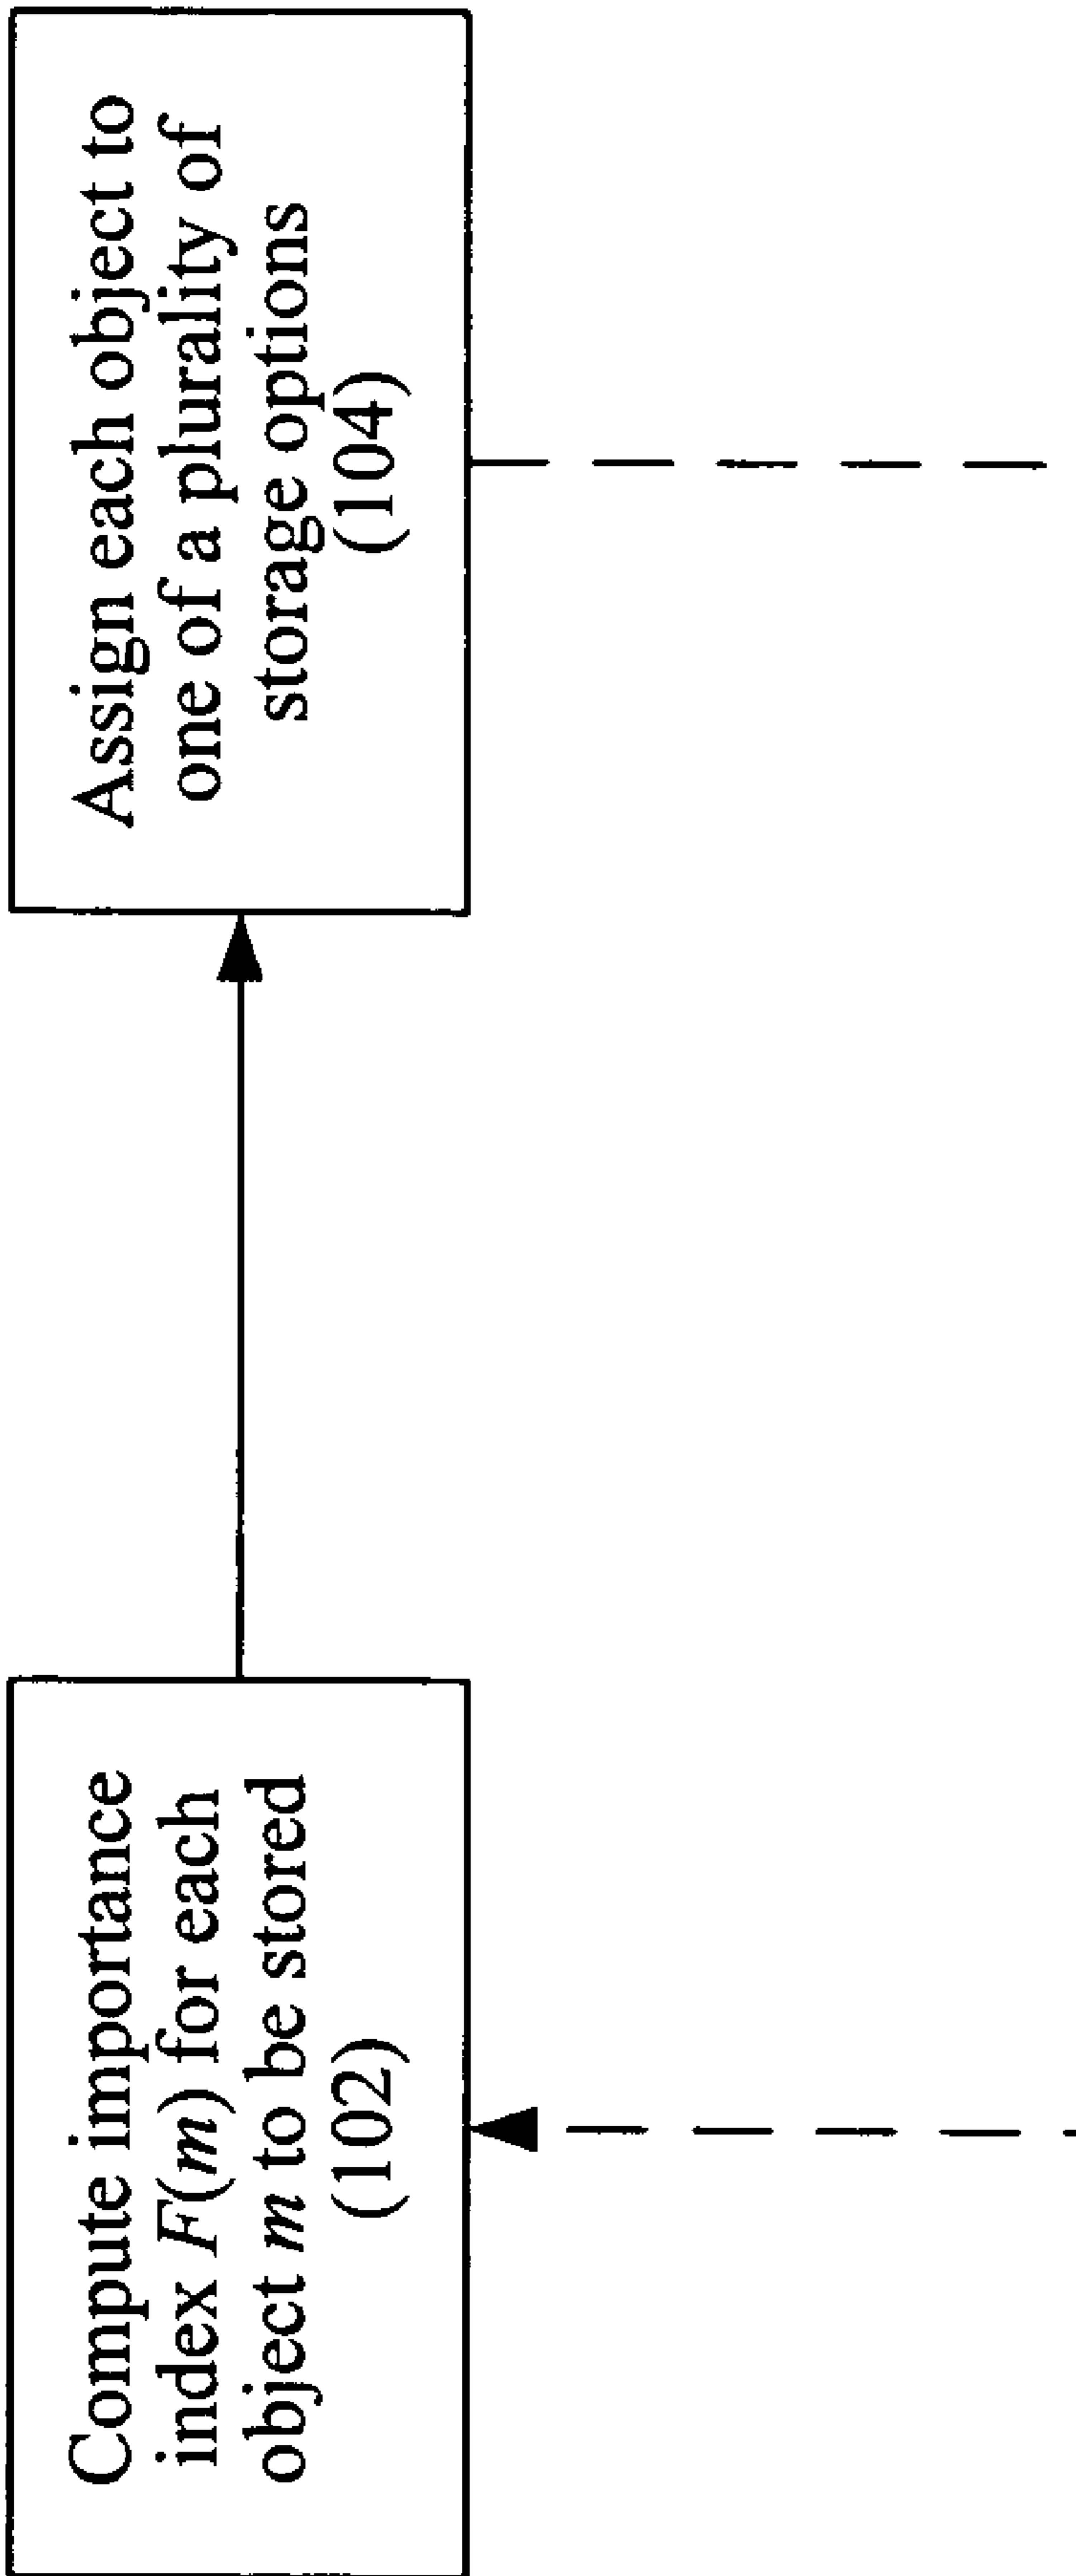 Compute importance
index F(m) for each
object m to be stored
(102)
Assign each object to
one of a plurality of
storage options
(104)